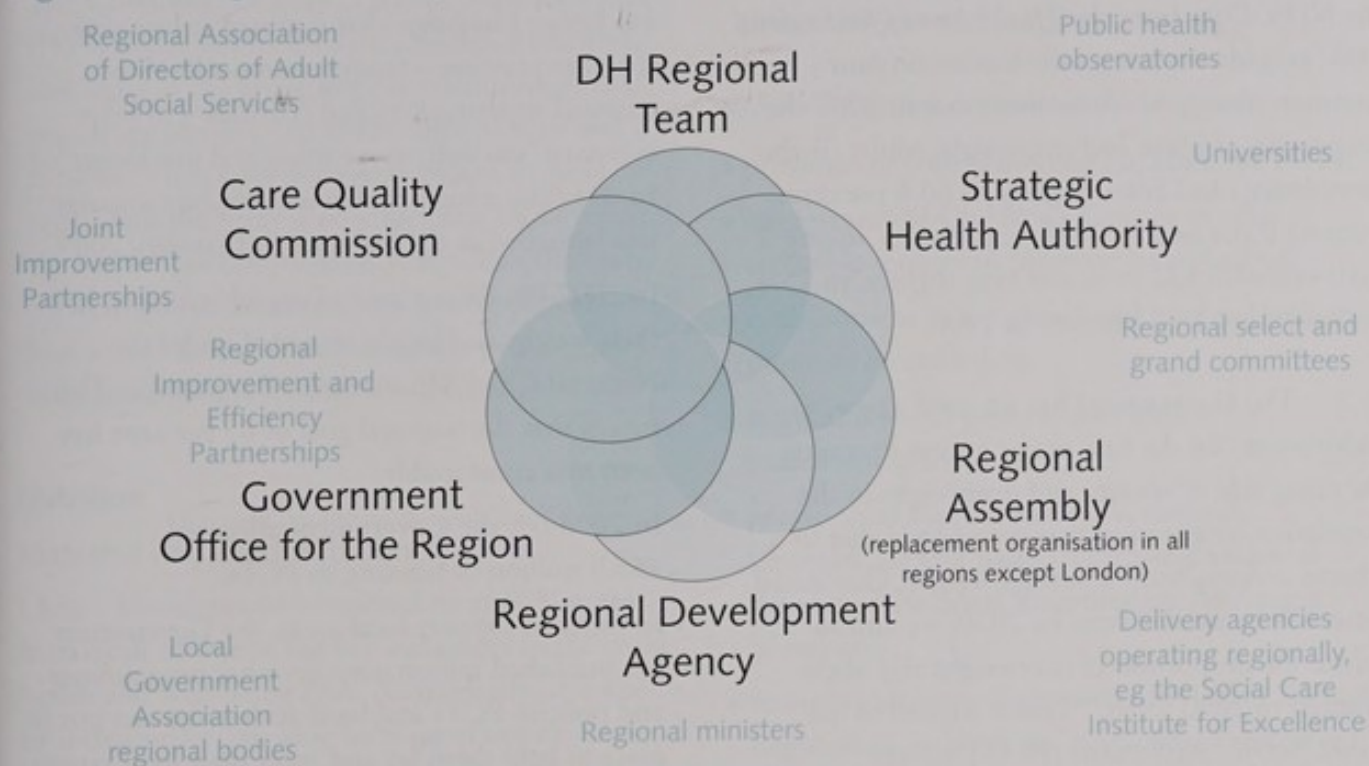 Regional Association
of Directors of Adult
Social Services
Public health
observatories
DH Regional
Team
Universities
Care Quality
Commission
Strategic
Health Authority
Joint
Improvement
Partnerships
Regional
Improvement and
Efficiency
Partnerships
Regional select and
grand committees
Government
Office for the Region
Regional
Assembly
(replacement organisation in all
regions except London)
Regional Development
Agency
Local
Government
Association
regional bodies
Regional ministers
Delivery agencies
operating regionally,
eg the Social Care
Institute for Excellence